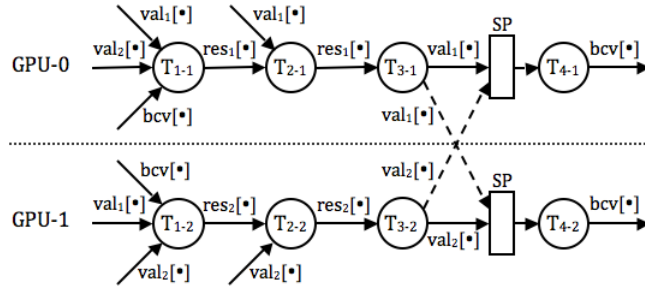 val₁[•] val₁[•] SP
GPU-0 val₂[•] T₁₋₁ res₁[•] T₂₋₁ res₁[•] T₃₋₁ val₁[•] T₄₋₁ bcv[•]
bcv[•] val₁[•]
bcv[•] val₂[•] SP
GPU-1 val₁[•] T₁₋₂ res₂[•] T₂₋₂ res₂[•] T₃₋₂ val₂[•] T₄₋₂ bcv[•]
val₂[•] val₂[•]